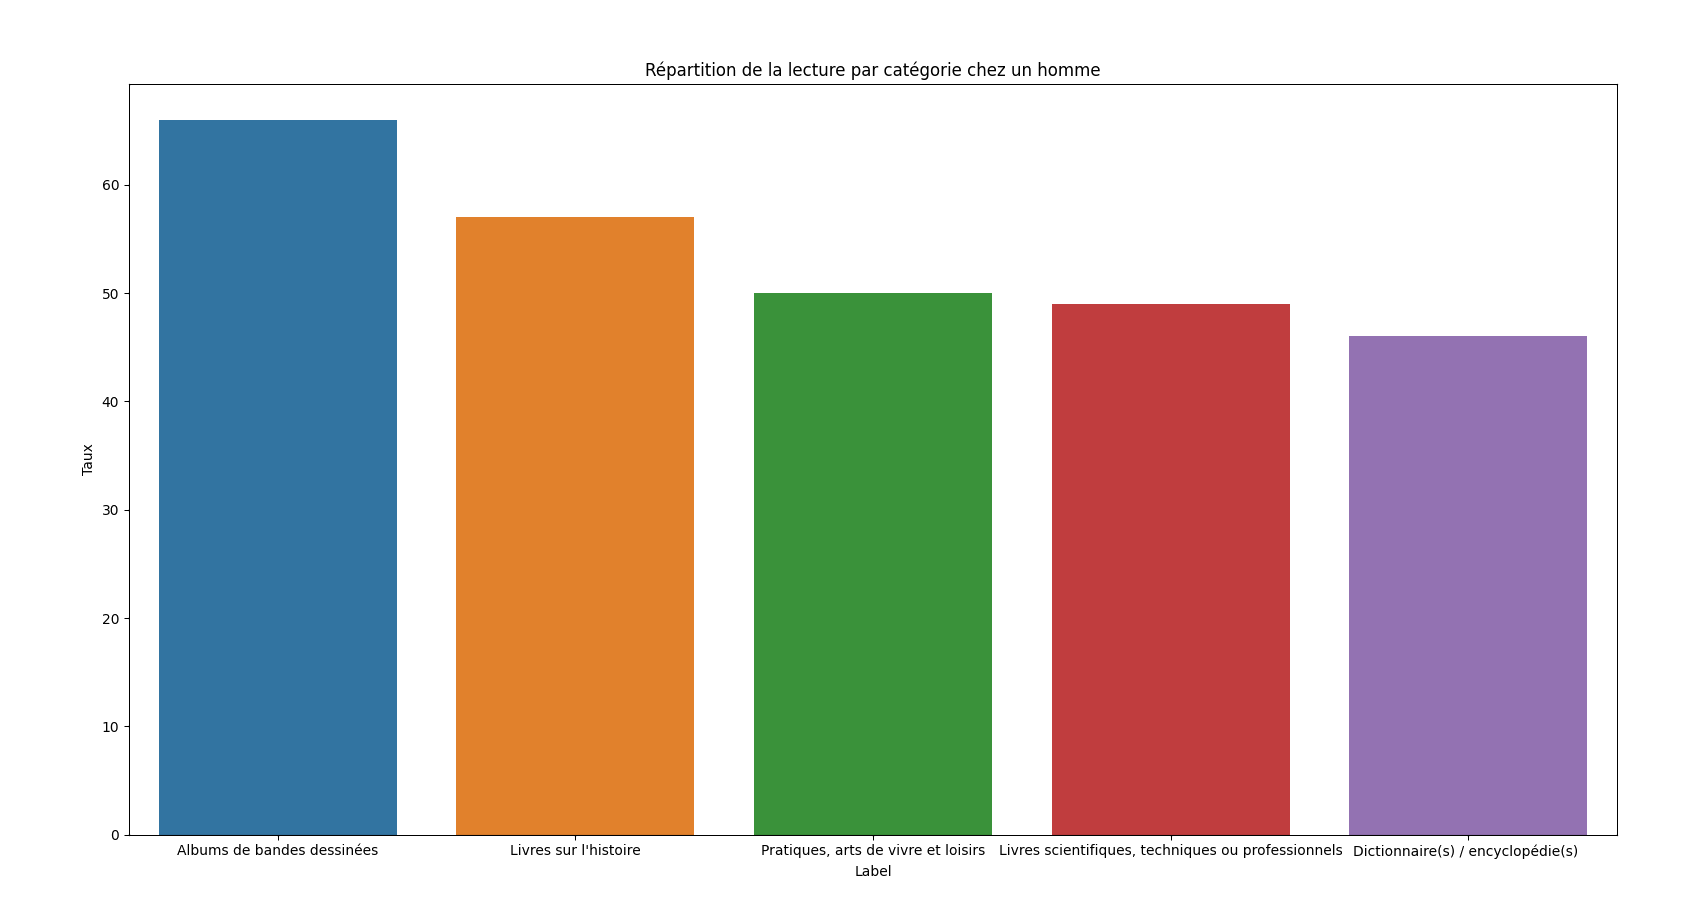 Répartition de la lecture par catégorie chez un homme
60
50
40
30
20
10
0
Taux
Albums de bandes dessinées
Livres sur l'histoire
Pratiques, arts de vivre et loisirs
Livres scientifiques, techniques ou professionnels
Dictionnaire(s) / encyclopédie(s)
Label